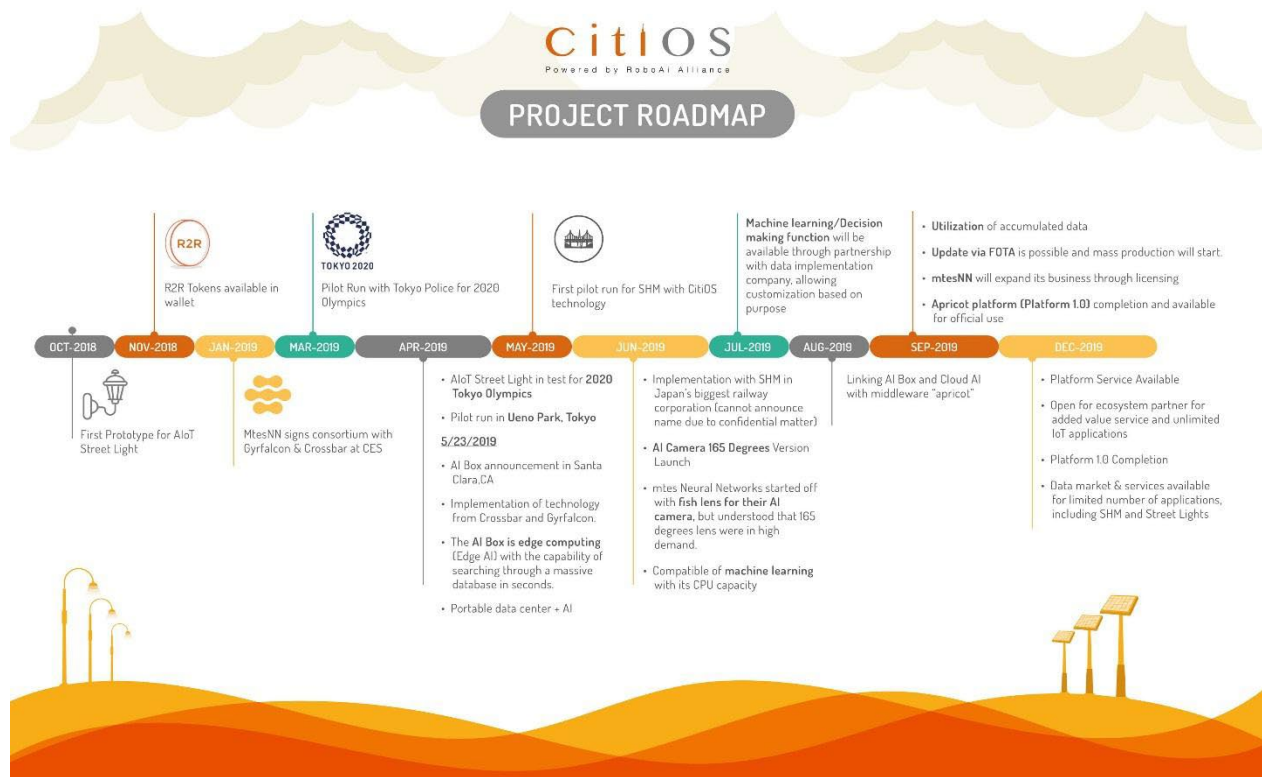 CitiOS
Powered by RoboAi Alliance
PROJECT ROADMAP
R2R
R2R Tokens available in
wallet
TOKYO 2020
Pilot Run with Tokyo Police for 2020
Olympics
First pilot run for SHM with CitiOS
technology
Machine learning/Decision
making function will be
available through partnership
with data implementation
company, allowing
customization based on
purpose
• Utilization of accumulated data
• Update via FOTA is possible and mass production will start.
• mtesNN will expand its business through licensing
• Apricot platform (Platform 1.0) completion and available
for official use
OCT-2018 NOV-2018 JAN-2019 MAR-2019 APR-2019 MAY-2019 JUN-2019 JUL-2019 AUG-2019 SEP-2019 DEC-2019
First Prototype for AIoT
Street Light
MtesNN signs consortium with
Gyrfalcon & Crossbar at CES
• AIoT Street Light in test for 2020
Tokyo Olympics
• Pilot run in Ueno Park, Tokyo
5/23/2019
• AI Box announcement in Santa
Clara,CA
• Implementation of technology
from Crossbar and Gyrfalcon.
• The AI Box is edge computing
(Edge AI) with the capability of
searching through a massive
database in seconds.
• Portable data center + AI
• Implementation with SHM in
Japan's biggest railway
corporation (cannot announce
name due to confidential matter)
• AI Camera 165 Degrees Version
Launch
• mtes Neural Networks started off
with fish lens for their AI
camera, but understood that 165
degrees lens were in high
demand.
• Compatible of machine learning
with its CPU capacity
Linking AI Box and Cloud AI
with middleware "apricot"
• Platform Service Available
• Open for ecosystem partner for
added value service and unlimited
IoT applications
• Platform 1.0 Completion
• Data market & services available
for limited number of applications,
including SHM and Street Lights